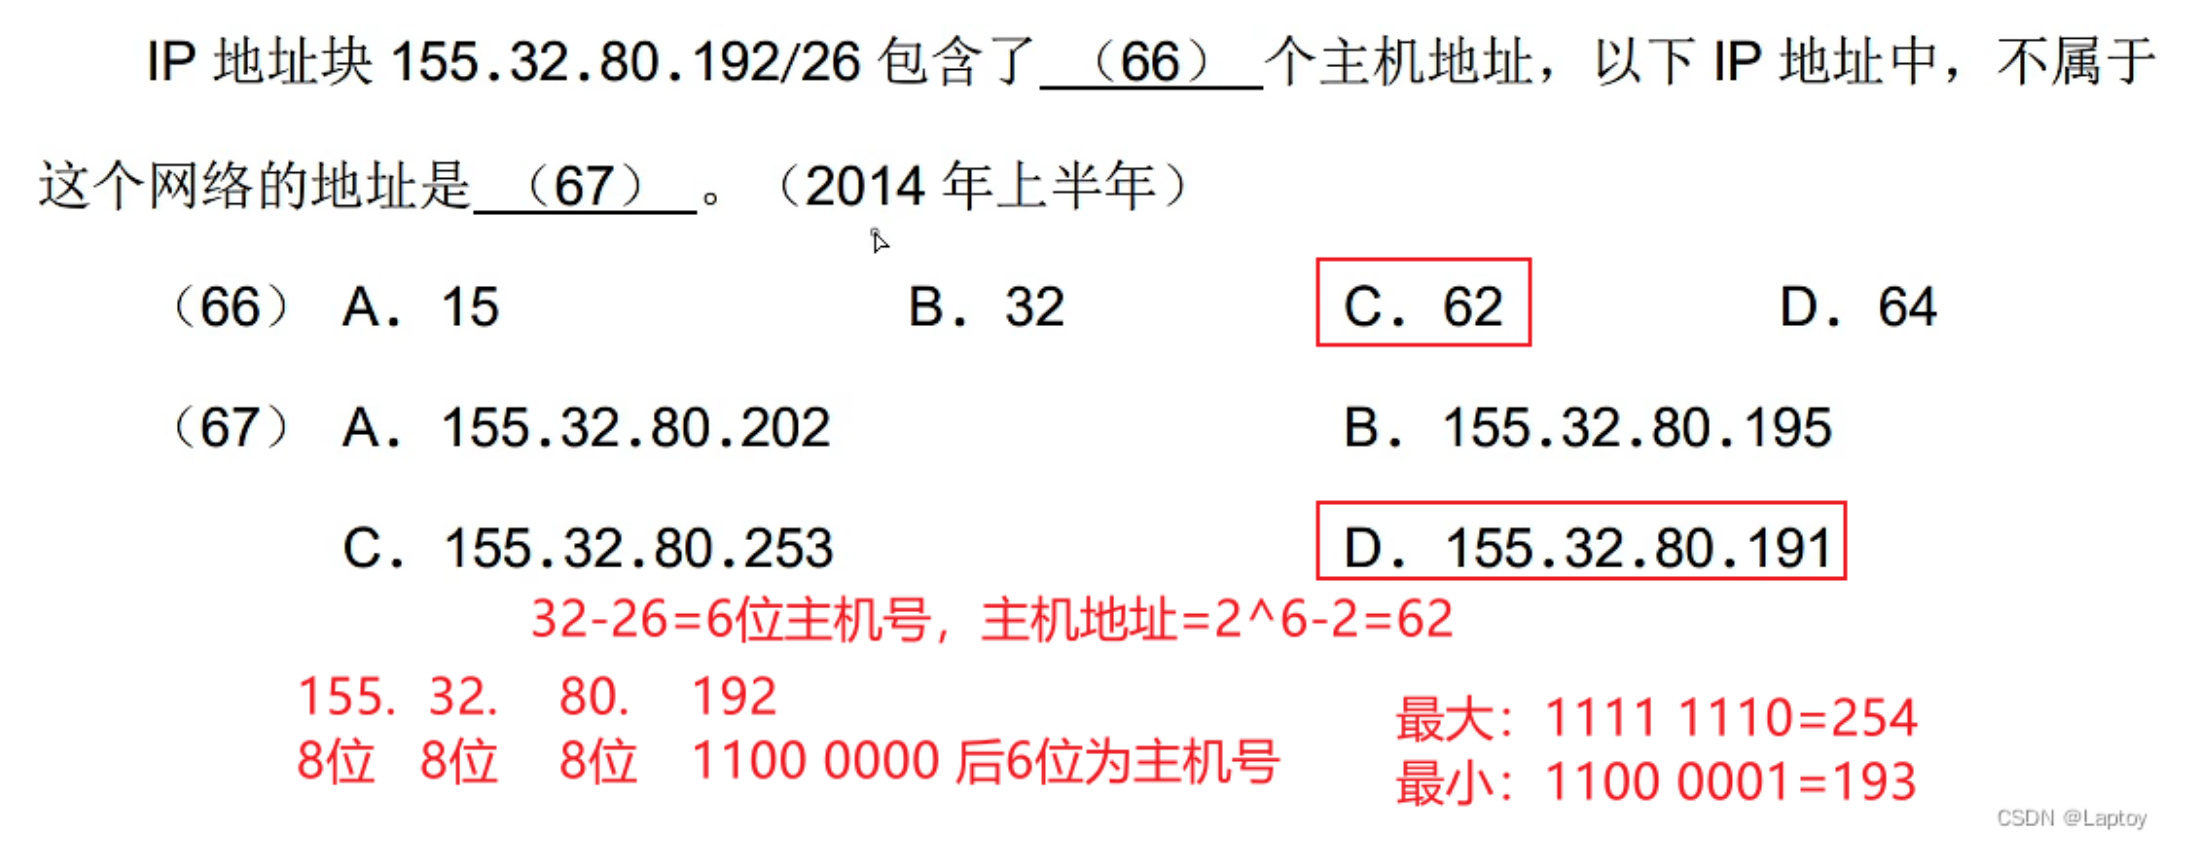 IP 地址块 155.32.80.192/26 包含了 （66） 个主机地址，以下 IP 地址中，不属于
这个网络的地址是 （67） 。（2014 年上半年）
（66） A. 15 B. 32 C. 62 D. 64
（67） A. 155.32.80.202 B. 155.32.80.195
C. 155.32.80.253 D. 155.32.80.191
32-26=6位主机号，主机地址=2^6-2=62
155. 32. 80. 192
8位 8位 8位 1100 0000 后6位为主机号
最大：1111 1110=254
最小：1100 0001=193
CSDN @Laptoy